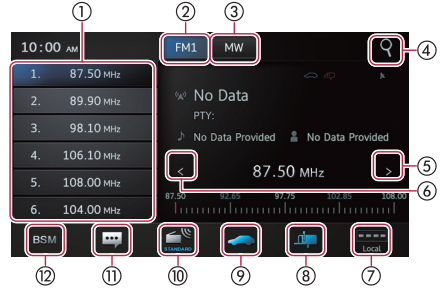 ① ② ③
10:00 AM FM1 MW ④
1. 87.50 MHz
2. 89.90 MHz
3. 98.10 MHz
4. 106.10 MHz
5. 108.00 MHz
6. 104.00 MHz
No Data
PTY:
No Data Provided No Data Provided
< 87.50 MHz > ⑤
⑥
87.50 92.65 97.75 102.85 108.00
BSM STANDARD Local
⑫ ⑪ ⑩ ⑨ ⑧ ⑦